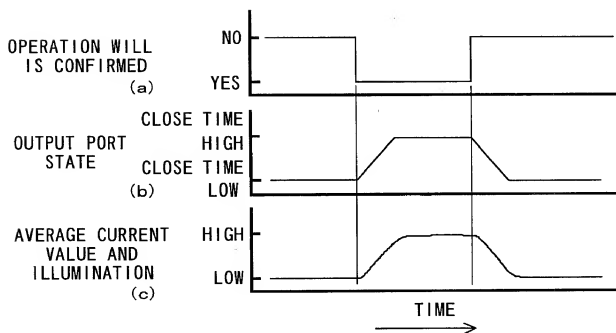 OPERATION WILL
IS CONFIRMED
(a)
NO
YES
OUTPUT PORT
STATE
(b)
CLOSE TIME
HIGH
CLOSE TIME
LOW
AVERAGE CURRENT
VALUE AND
ILLUMINATION
(c)
HIGH
LOW
TIME